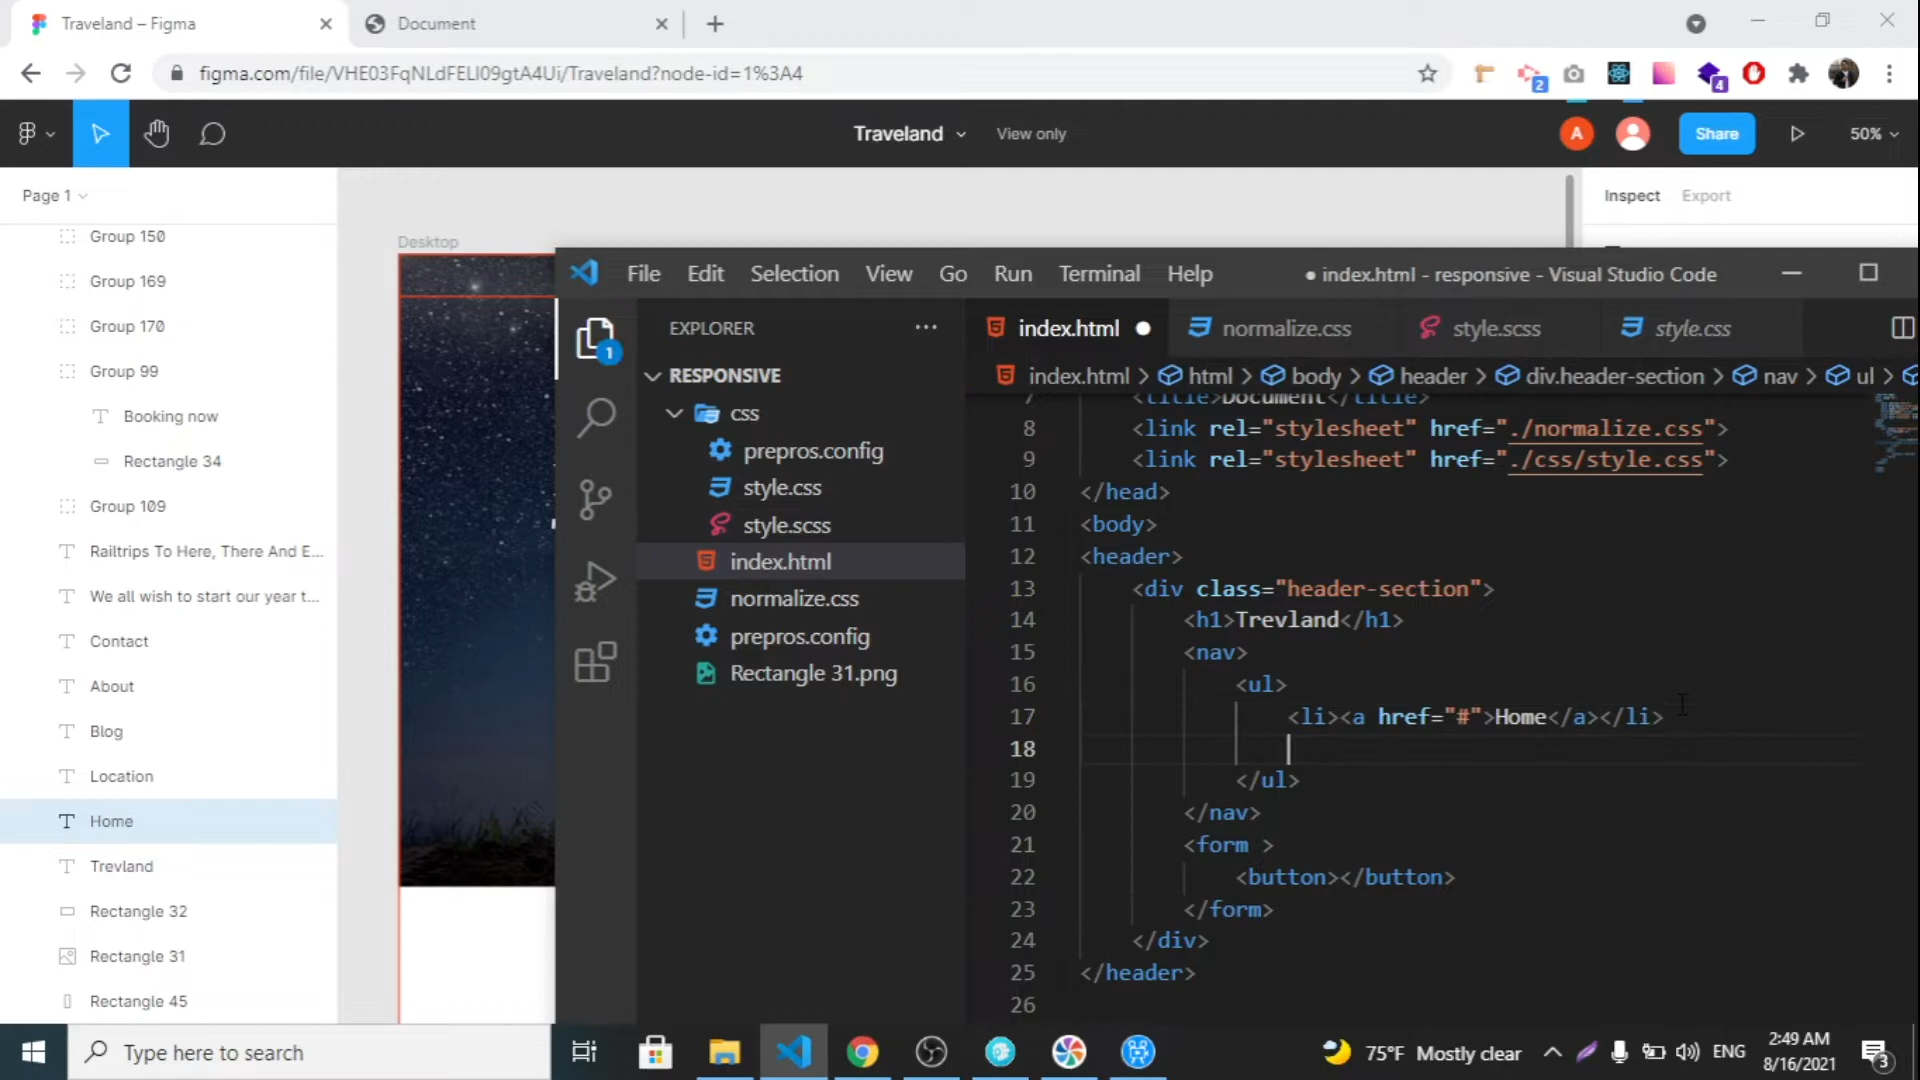 Traveland – Figma
Document
figma.com/file/VHE03FqNLdFELl09gtA4Ui/Traveland?node-id=1%3A4
2
4
Traveland
View only
A
Share
50%
Page 1
Inspect
Export
Group 150
Group 169
Group 170
Group 99
Booking now
Rectangle 34
Group 109
Railtrips To Here, There And E...
We all wish to start our year t...
Contact
About
Blog
Location
Home
Trevland
Rectangle 32
Rectangle 31
Rectangle 45
Desktop
File Edit Selection View Go Run Terminal Help
● index.html - responsive - Visual Studio Code
EXPLORER
1
RESPONSIVE
css
prepros.config
style.css
style.scss
index.html
normalize.css
prepros.config
Rectangle 31.png
index.html
normalize.css
style.scss
style.css
index.html > html > body > header > div.header-section > nav > ul >
7 <title>Document</title>
8 <link rel="stylesheet" href="./normalize.css">
9 <link rel="stylesheet" href="./css/style.css">
10 </head>
11 <body>
12 <header>
13 <div class="header-section">
14 <h1>Trevland</h1>
15 <nav>
16 <ul>
17 <li><a href="#">Home</a></li>
18
19 </ul>
20 </nav>
21 <form >
22 <button></button>
23 </form>
24 </div>
25 </header>
26
Type here to search
75°F Mostly clear
ENG
2:49 AM
8/16/2021
3